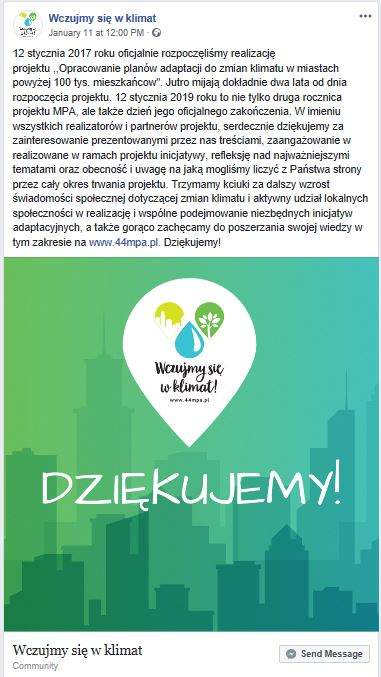 Wczujmy się w klimat
January 11 at 12:00 PM ·
12 stycznia 2017 roku oficjalnie rozpoczęliśmy realizację
projektu ,,Opracowanie planów adaptacji do zmian klimatu w miastach
powyżej 100 tys. mieszkańcow". Jutro mijają dokładnie dwa lata od dnia
rozpoczęcia projektu. 12 stycznia 2019 roku to nie tylko druga rocznica
projektu MPA, ale także dzień jego oficjalnego zakończenia. W imieniu
wszystkich realizatorów i partnerów projektu, serdecznie dziękujemy za
zainteresowanie prezentowanymi przez nas treściami, zaangażowanie w
realizowane w ramach projektu inicjatywy, refleksję nad najważniejszymi
tematami oraz obecność i uwagę na jaką mogliśmy liczyć z Państwa strony
przez cały okres trwania projektu. Trzymamy kciuki za dalszy wzrost
świadomości społecznej dotyczącej zmian klimatu i aktywny udział lokalnych
społeczności w realizację i wspólne podejmowanie niezbędnych inicjatyw
adaptacyjnych, a także gorąco zachęcamy do poszerzania swojej wiedzy w
tym zakresie na www.44mpa.pl. Dziękujemy!
Wczujmy się
w klimat!
www.44mpa.pl
DZIĘKUJEMY!
Wczujmy się w klimat
Community
Send Message